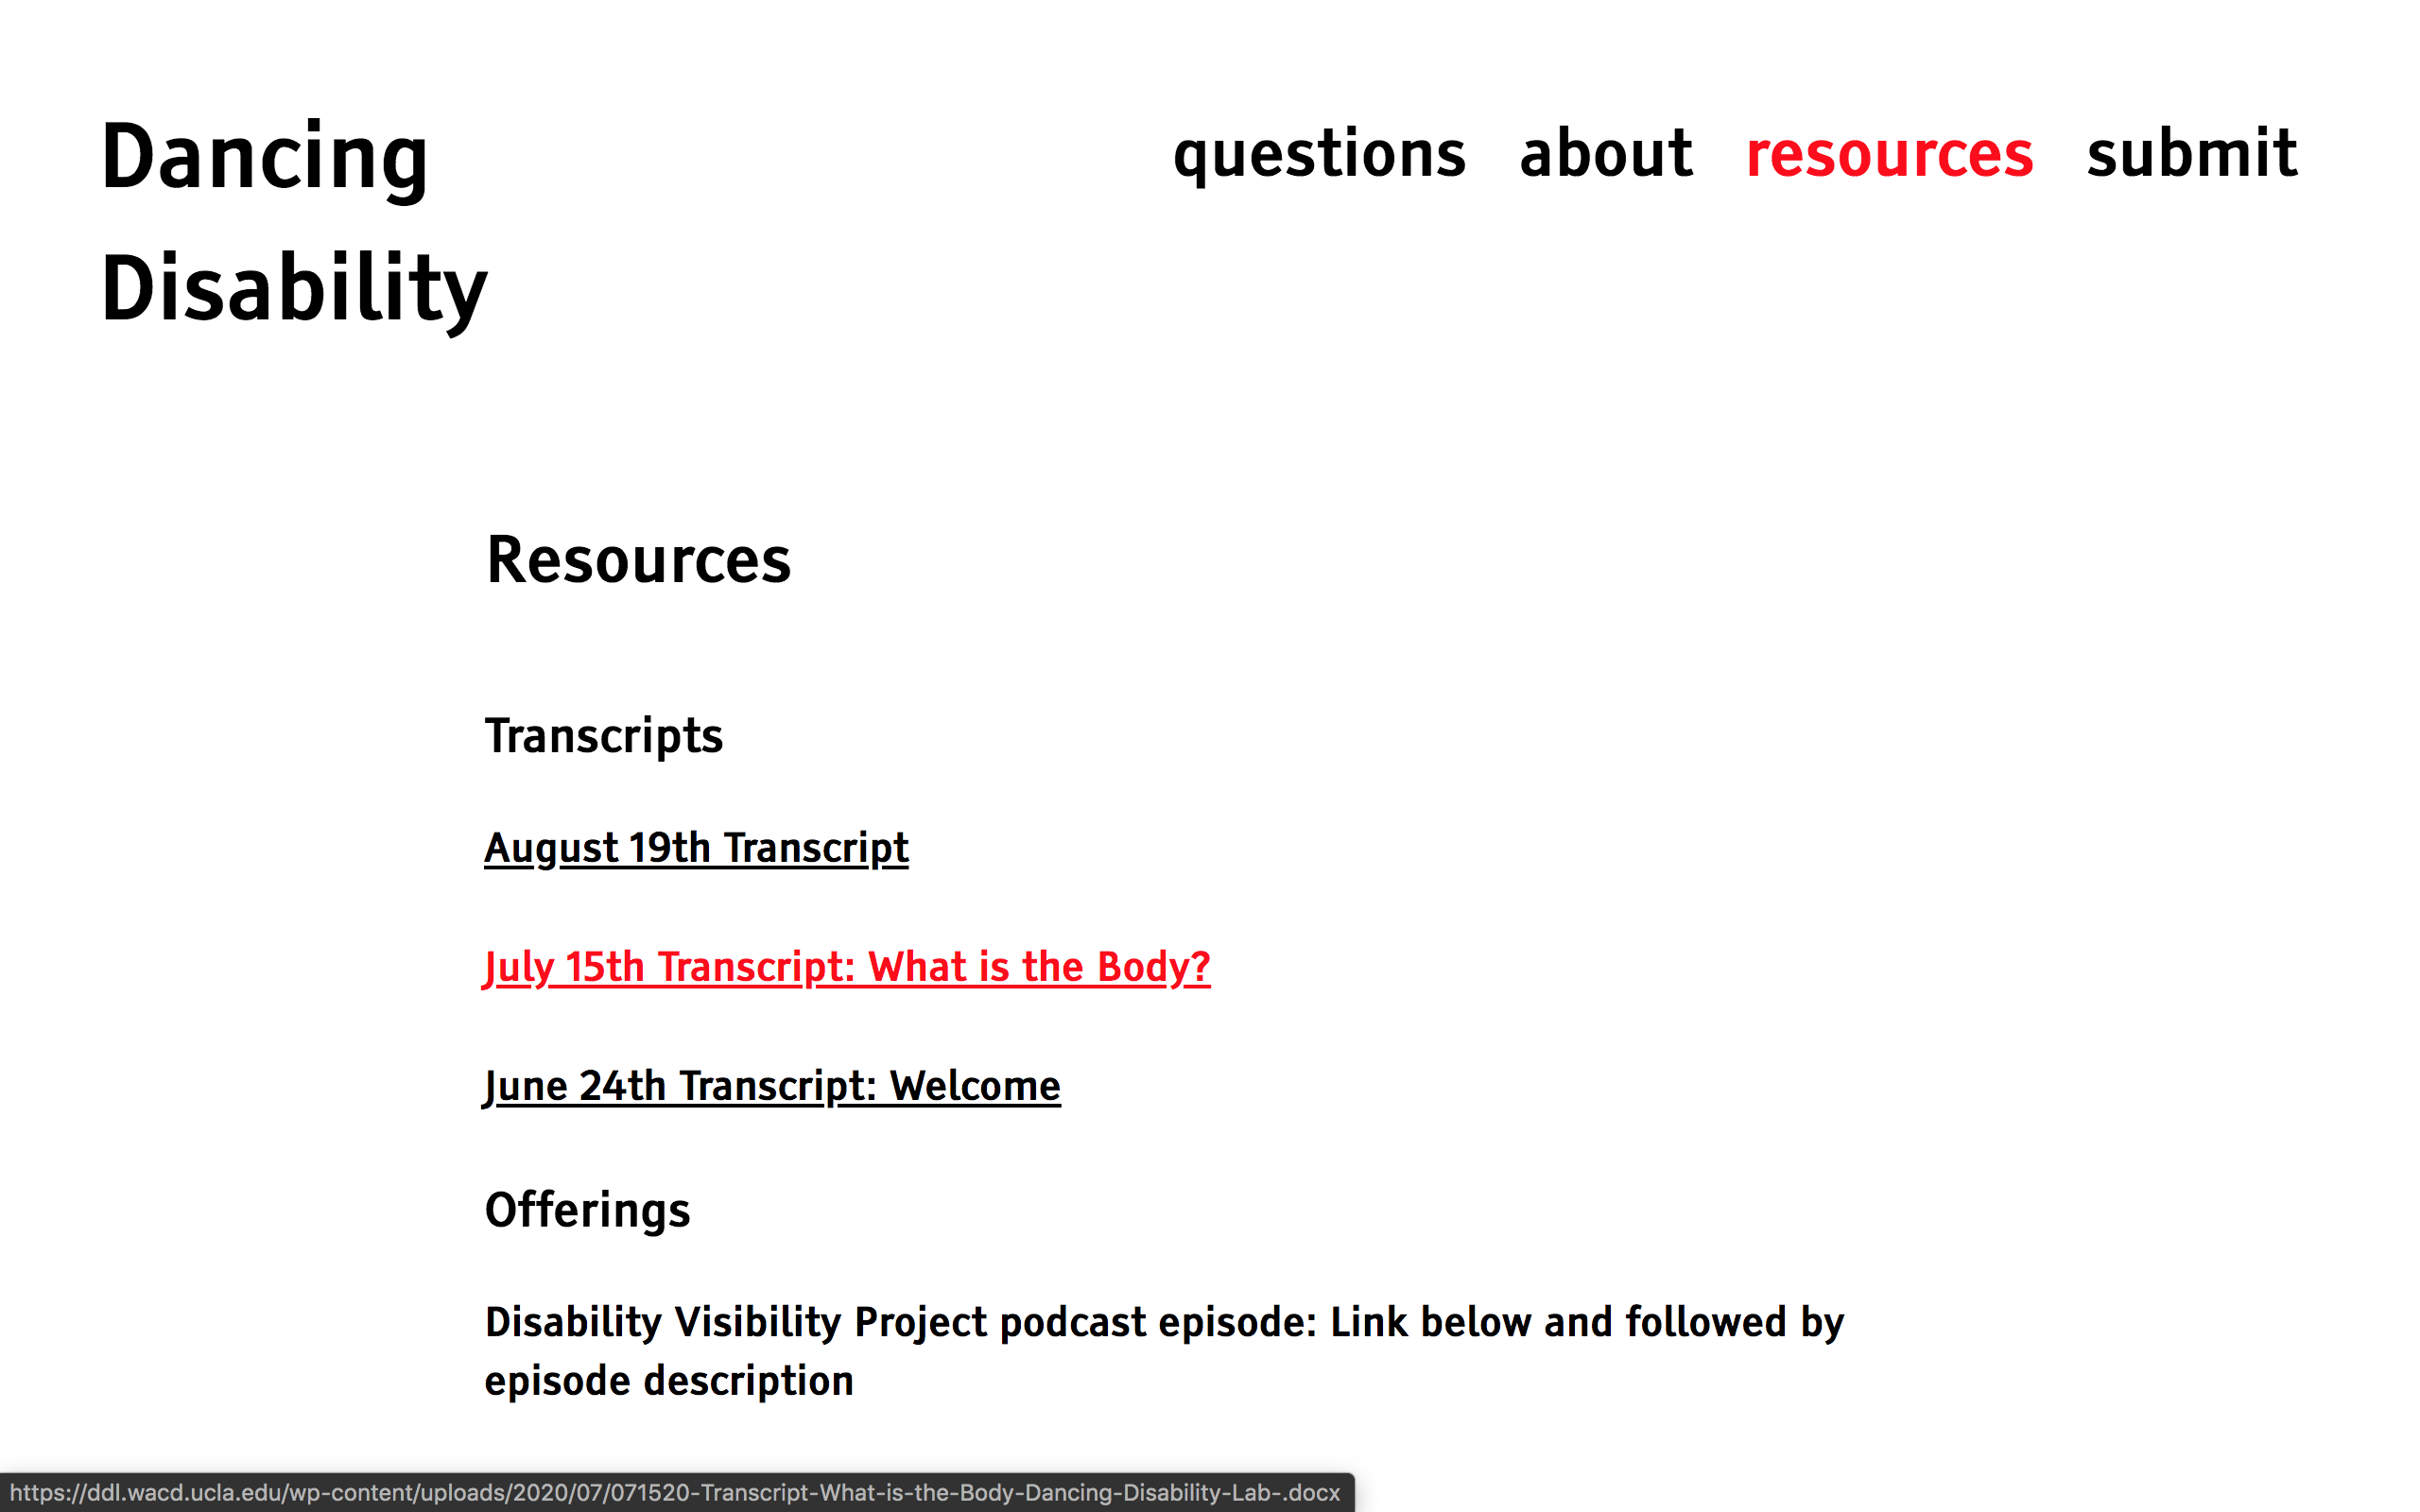 Dancing
Disability
questions about resources submit
Resources
Transcripts
August 19th Transcript
July 15th Transcript: What is the Body?
June 24th Transcript: Welcome
Offerings
Disability Visibility Project podcast episode: Link below and followed by
episode description
https://ddl.wacd.ucla.edu/wp-content/uploads/2020/07/071520-Transcript-What-is-the-Body-Dancing-Disability-Lab-.docx